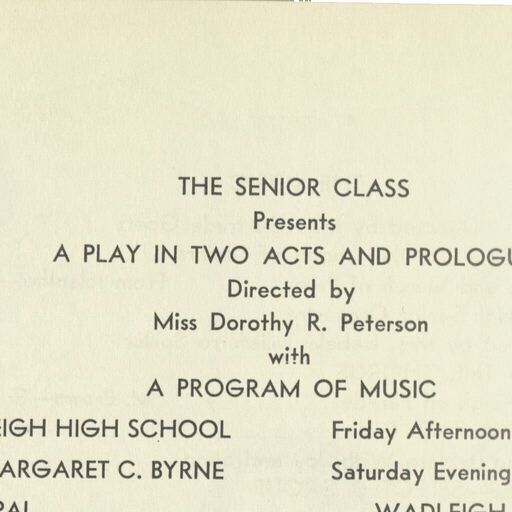 THE SENIOR CLASS
Presents
A PLAY IN TWO ACTS AND PROLOGU
Directed by
Miss Dorothy R. Peterson
with
A PROGRAM OF MUSIC
EIGH HIGH SCHOOL Friday Afternoon
ARGARET C. BYRNE Saturday Evening
PAL WADLEIGH